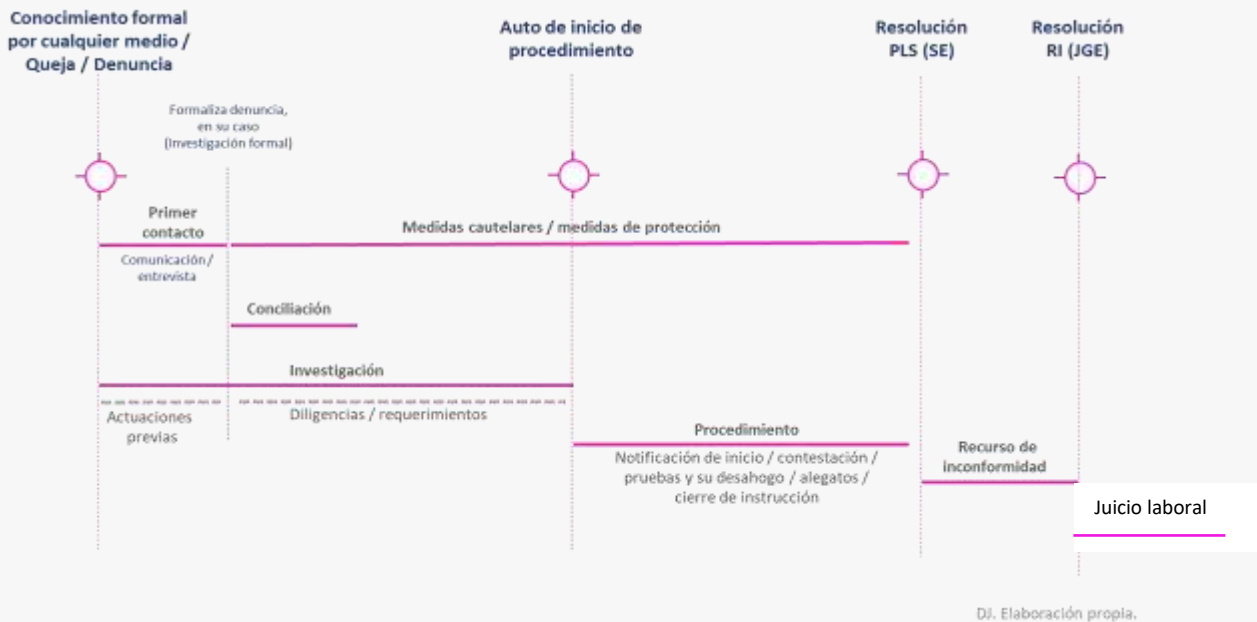 Conocimiento formal
por cualquier medio /
Queja / Denuncia
Auto de inicio de
procedimiento
Resolución
PLS (SE)
Resolución
RI (JGE)
Formaliza denuncia,
en su caso
(Investigación formal)
Primer
contacto
Medidas cautelares / medidas de protección
Comunicación /
entrevista
Conciliación
Investigación
Actuaciones
previas
Diligencias / requerimientos
Procedimiento
Notificación de inicio / contestación /
pruebas y su desahogo / alegatos /
cierre de instrucción
Recurso de
inconformidad
Juicio laboral
DJ. Elaboración propia.